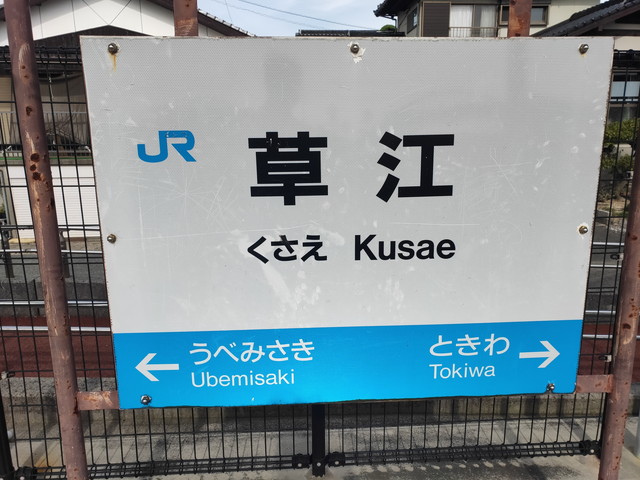 JR
草江
くさえ Kusae
← うべみさき ときわ →
Ubemisaki Tokiwa